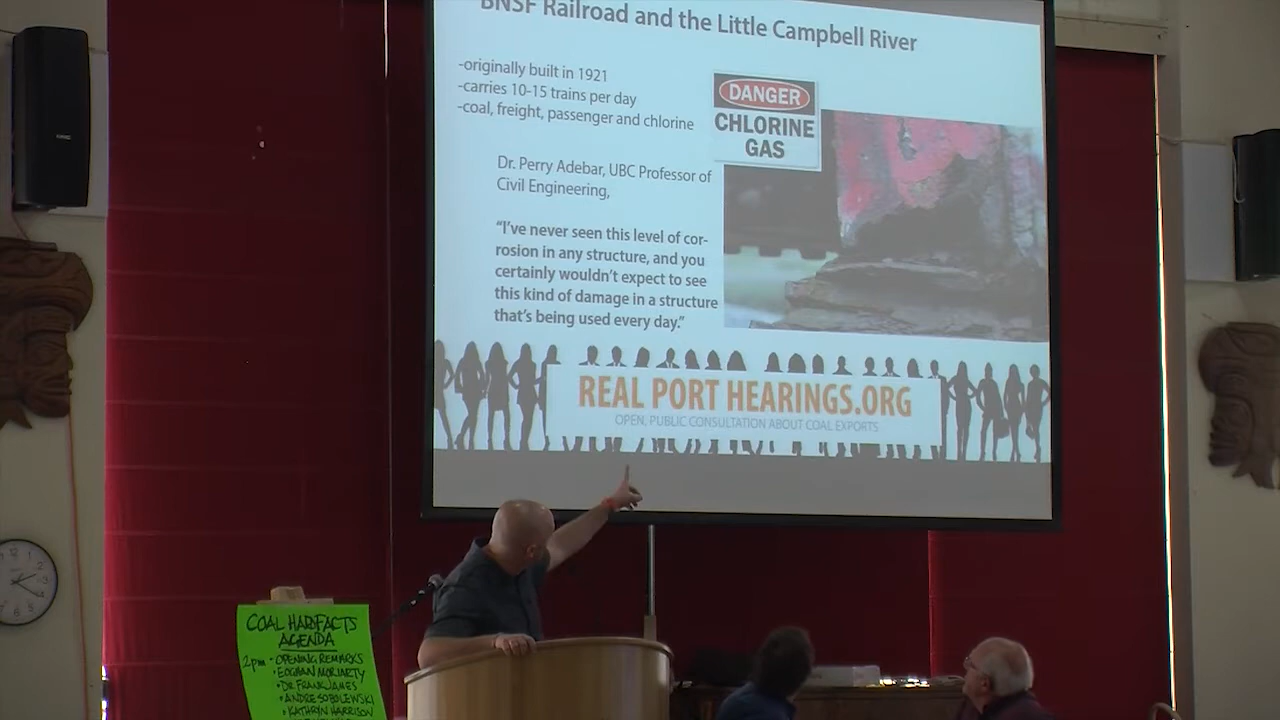 BNSF Railroad and the Little Campbell River
-originally built in 1921
-carries 10-15 trains per day
-coal, freight, passenger and chlorine
DANGER
CHLORINE
GAS
Dr. Perry Adebar, UBC Professor of
Civil Engineering,
“I’ve never seen this level of cor-
rosion in any structure, and you
certainly wouldn’t expect to see
this kind of damage in a structure
that’s being used every day.”
REAL PORT HEARINGS.ORG
OPEN, PUBLIC CONSULTATION ABOUT COAL EXPORTS
COAL HARD FACTS
AGENDA
2pm • OPENING REMARKS
• EOGHAN MORIARTY
• DR. FRANK JAMES
• ANDRE SOBOLEWSKI
• KATHRYN HARRISON